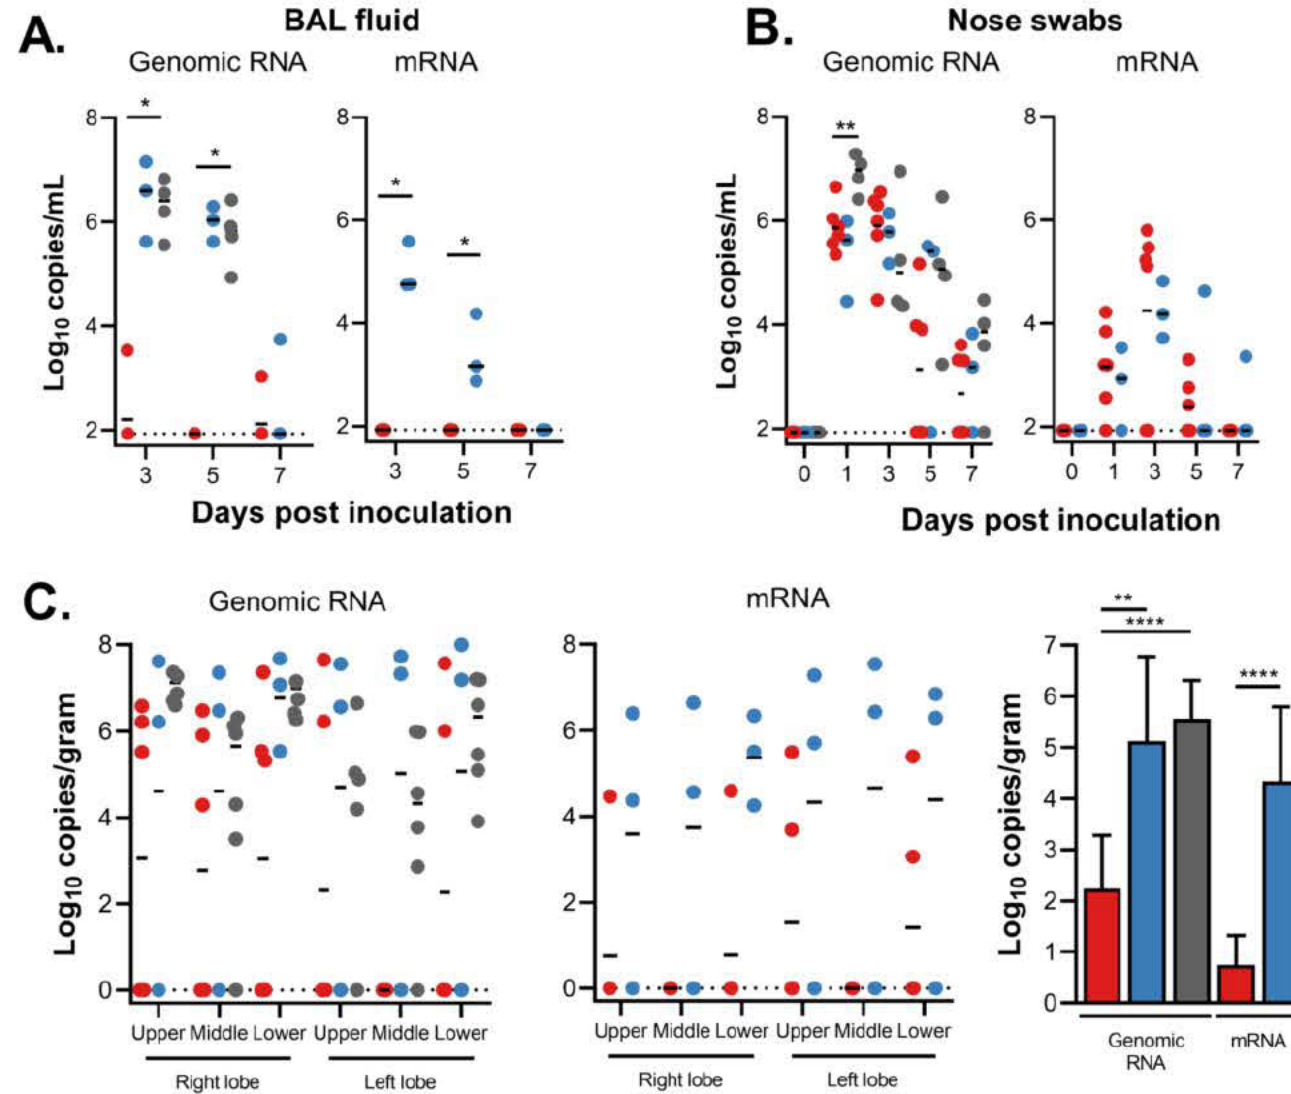 A.
BAL fluid
Genomic RNA
mRNA
Log10 copies/mL
8
6
4
2
*
*
3
5
7
8
6
4
2
*
*
3
5
7
Days post inoculation
B.
Nose swabs
Genomic RNA
mRNA
Log10 copies/mL
8
6
4
2
**
0
1
3
5
7
8
6
4
2
0
1
3
5
7
Days post inoculation
C.
Genomic RNA
Log10 copies/gram
8
6
4
2
0
Upper Middle Lower Upper Middle Lower
Right lobe Left lobe
mRNA
8
6
4
2
0
Upper Middle Lower Upper Middle Lower
Right lobe Left lobe
Log10 copies/gram
7
6
5
4
3
2
1
0
**
****
****
Genomic
RNA
mRNA